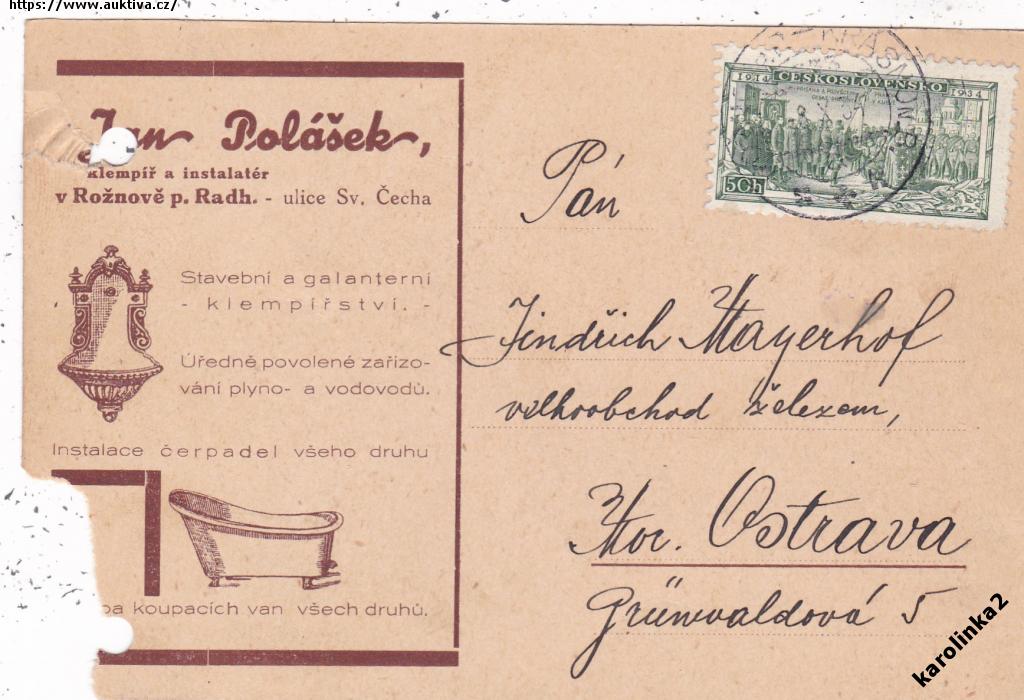 https://www.auktiva.cz/
Jan Polášek,
klempíř a instalatér
v Rožnově p. Radh. - ulice Sv. Čecha
Stavební a galanterní
- klempířství. -
Úředně povolené zařizo-
vání plyno- a vodovodů.
Instalace čerpadel všeho druhu
ba koupacích van všech druhů.
1914 ČESKOSLOVENSKO 1934
50h
Pán
Jindřich Mayerhof
velkoobchod železem,
Mor. Ostrava
Grünwaldová 5
karolinka2